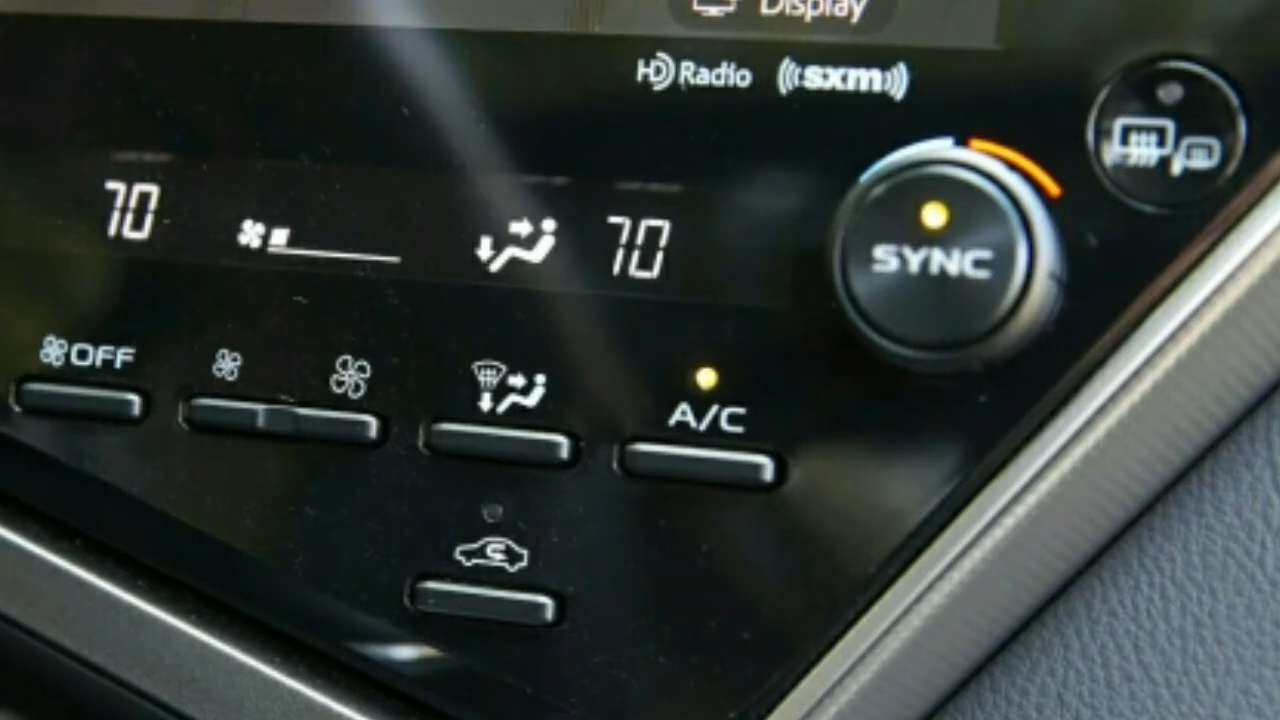 Display
HD Radio ((sxm))
70 70
SYNC
OFF
A/C